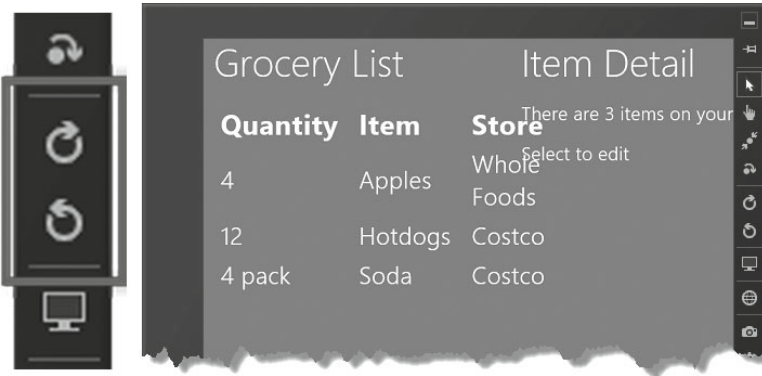 Grocery List
Item Detail
Quantity Item Store
There are 3 items on your
Select to edit
4 Apples Whole Foods
12 Hotdogs Costco
4 pack Soda Costco